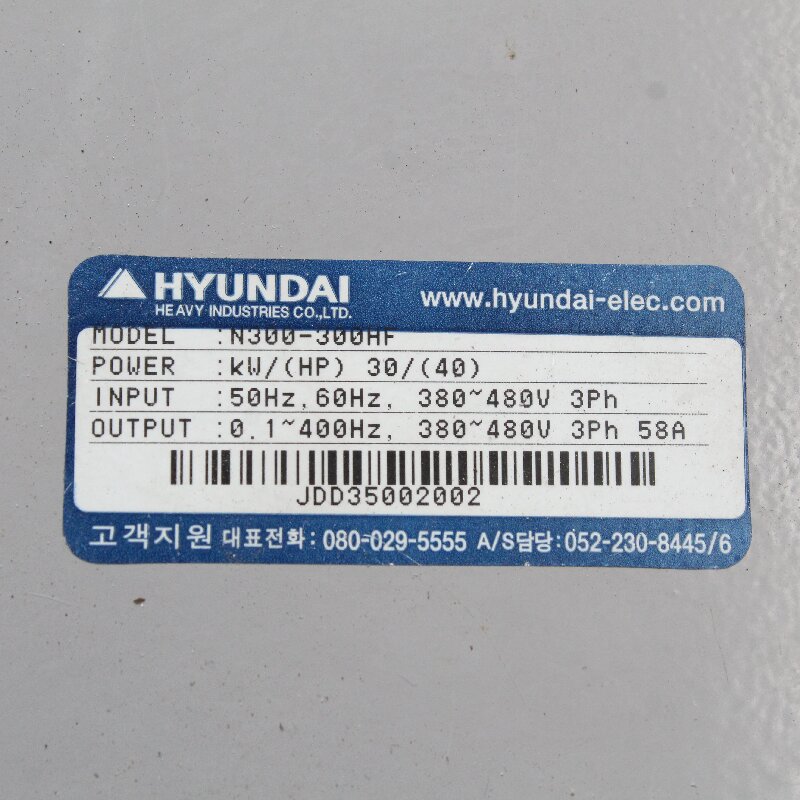 HYUNDAI
HEAVY INDUSTRIES CO.,LTD.
www.hyundai-elec.com
MODEL :N300-300HF
POWER :kW/(HP) 30/(40)
INPUT :50Hz,60Hz, 380~480V 3Ph
OUTPUT :0.1~400Hz, 380~480V 3Ph 58A
JDD35002002
고객지원 대표전화: 080-029-5555 A/S담당: 052-230-8445/6